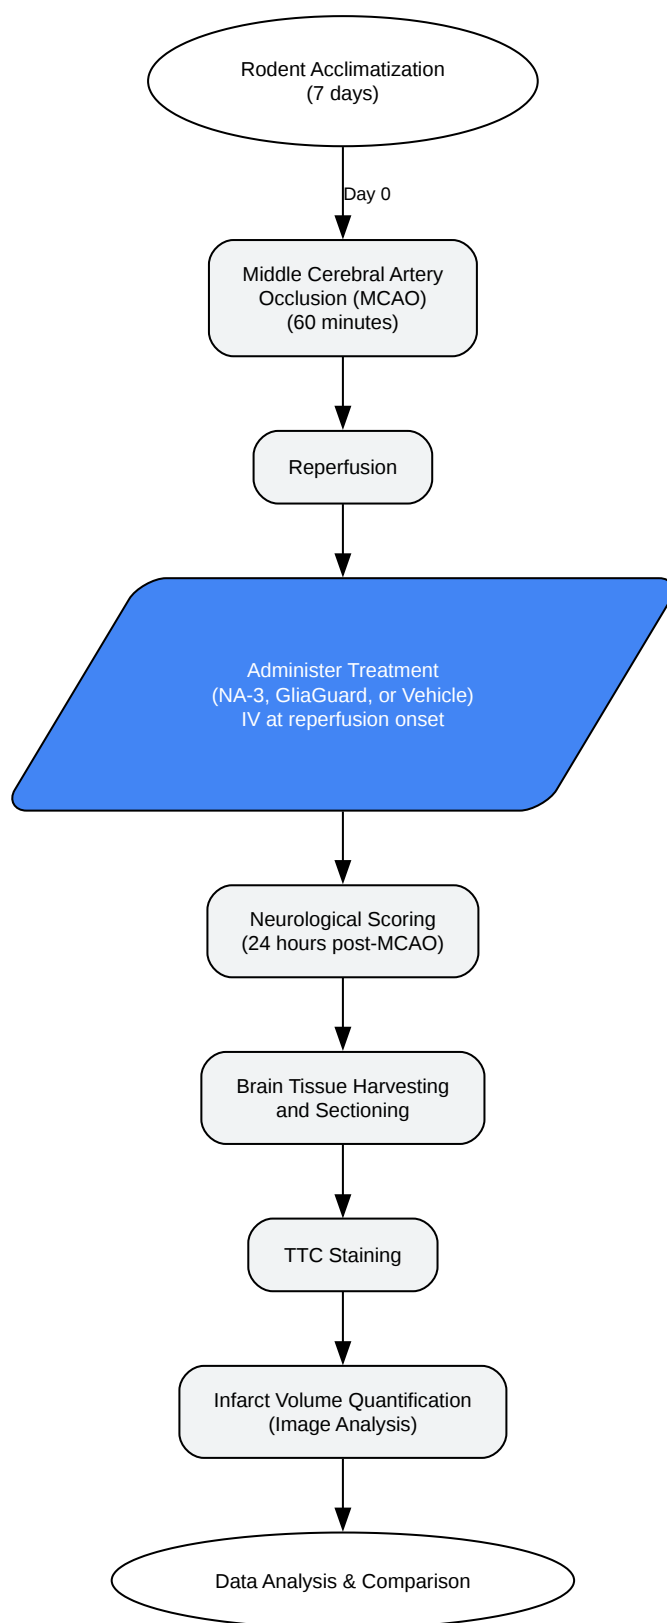 Rodent Acclimatization
(7 days)
Day 0
Middle Cerebral Artery
Occlusion (MCAO)
(60 minutes)
Reperfusion
Administer Treatment
(NA-3, GliaGuard, or Vehicle)
IV at reperfusion onset
Neurological Scoring
(24 hours post-MCAO)
Brain Tissue Harvesting
and Sectioning
TTC Staining
Infarct Volume Quantification
(Image Analysis)
Data Analysis & Comparison